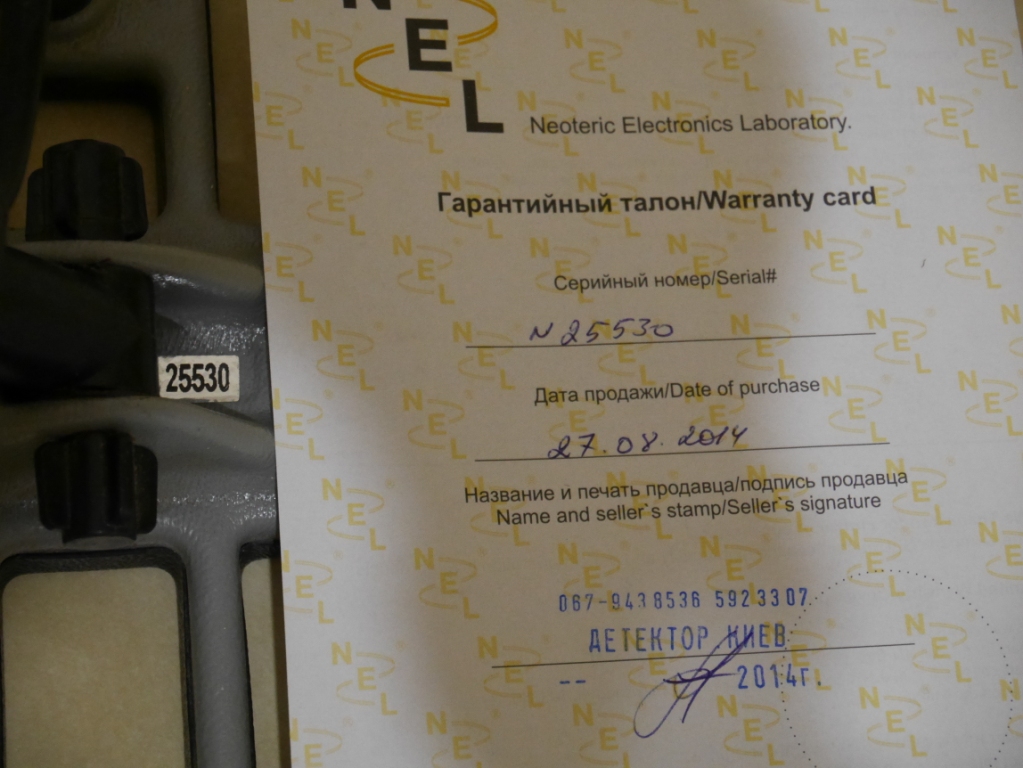 NEL
Neoteric Electronics Laboratory.
Гарантийный талон/Warranty card
Серийный номер/Serial#
N 25530
25530
Дата продажи/Date of purchase
27.08.2014
Название и печать продавца/подпись продавца
Name and seller`s stamp/Seller`s signature
067-9438536 5923307
ДЕТЕКТОР КИЕВ
-- 2014г.